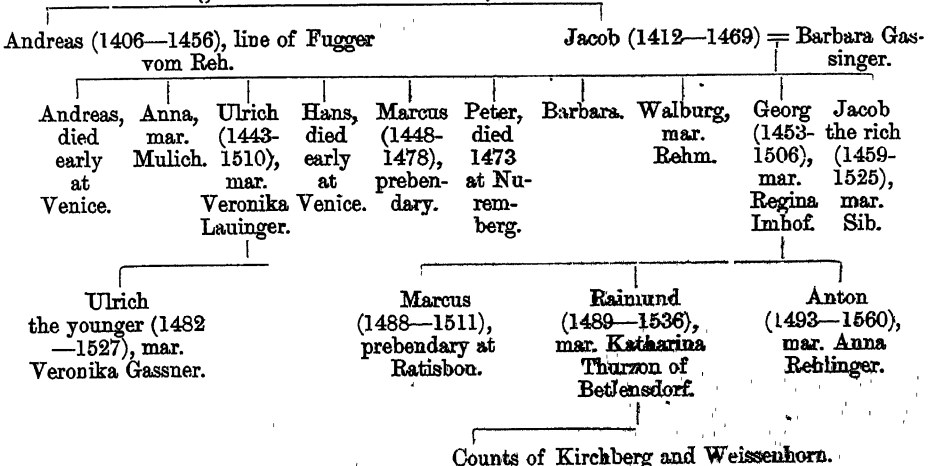 Andreas (1406—1456), line of Fugger
vom Reh.
Jacob (1412—1469) = Barbara Gas-
singer.
Andreas,
died
early
at
Venice.
Anna,
mar.
Mulich.
Ulrich
(1443-
1510),
mar.
Veronika
Lauinger.
Hans,
died
early
at
Venice.
Marcus
(1448-
1478),
preben-
dary.
Peter,
died
1473
at Nu-
rem-
berg.
Barbara.
Walburg,
mar.
Rehm.
Georg
(1453-
1506),
mar.
Regina
Imhof.
Jacob
the rich
(1459-
1525),
mar.
Sib.
Ulrich
the younger (1482
—1527), mar.
Veronika Gassner.
Marcus
(1488—1511),
prebendary at
Ratisbon.
Raimund
(1489—1536),
mar. Katharina
Thurzon of
Betlensdorf.
Anton
(1493—1560),
mar. Anna
Rehlinger.
Counts of Kirchberg and Weissenhorn.